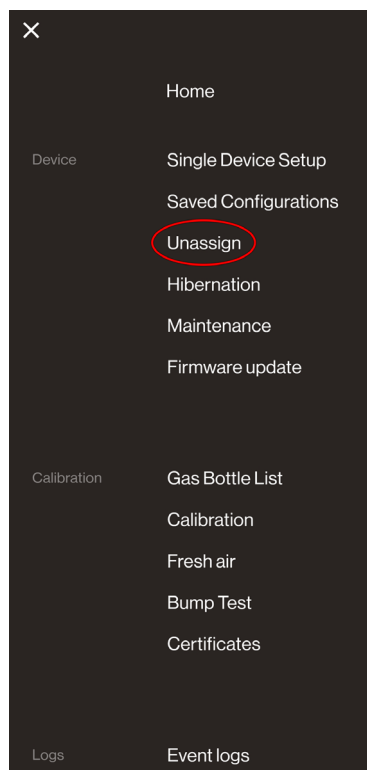 Home
Device
Single Device Setup
Saved Configurations
Unassign
Hibernation
Maintenance
Firmware update
Calibration
Gas Bottle List
Calibration
Fresh air
Bump Test
Certificates
Logs
Event logs